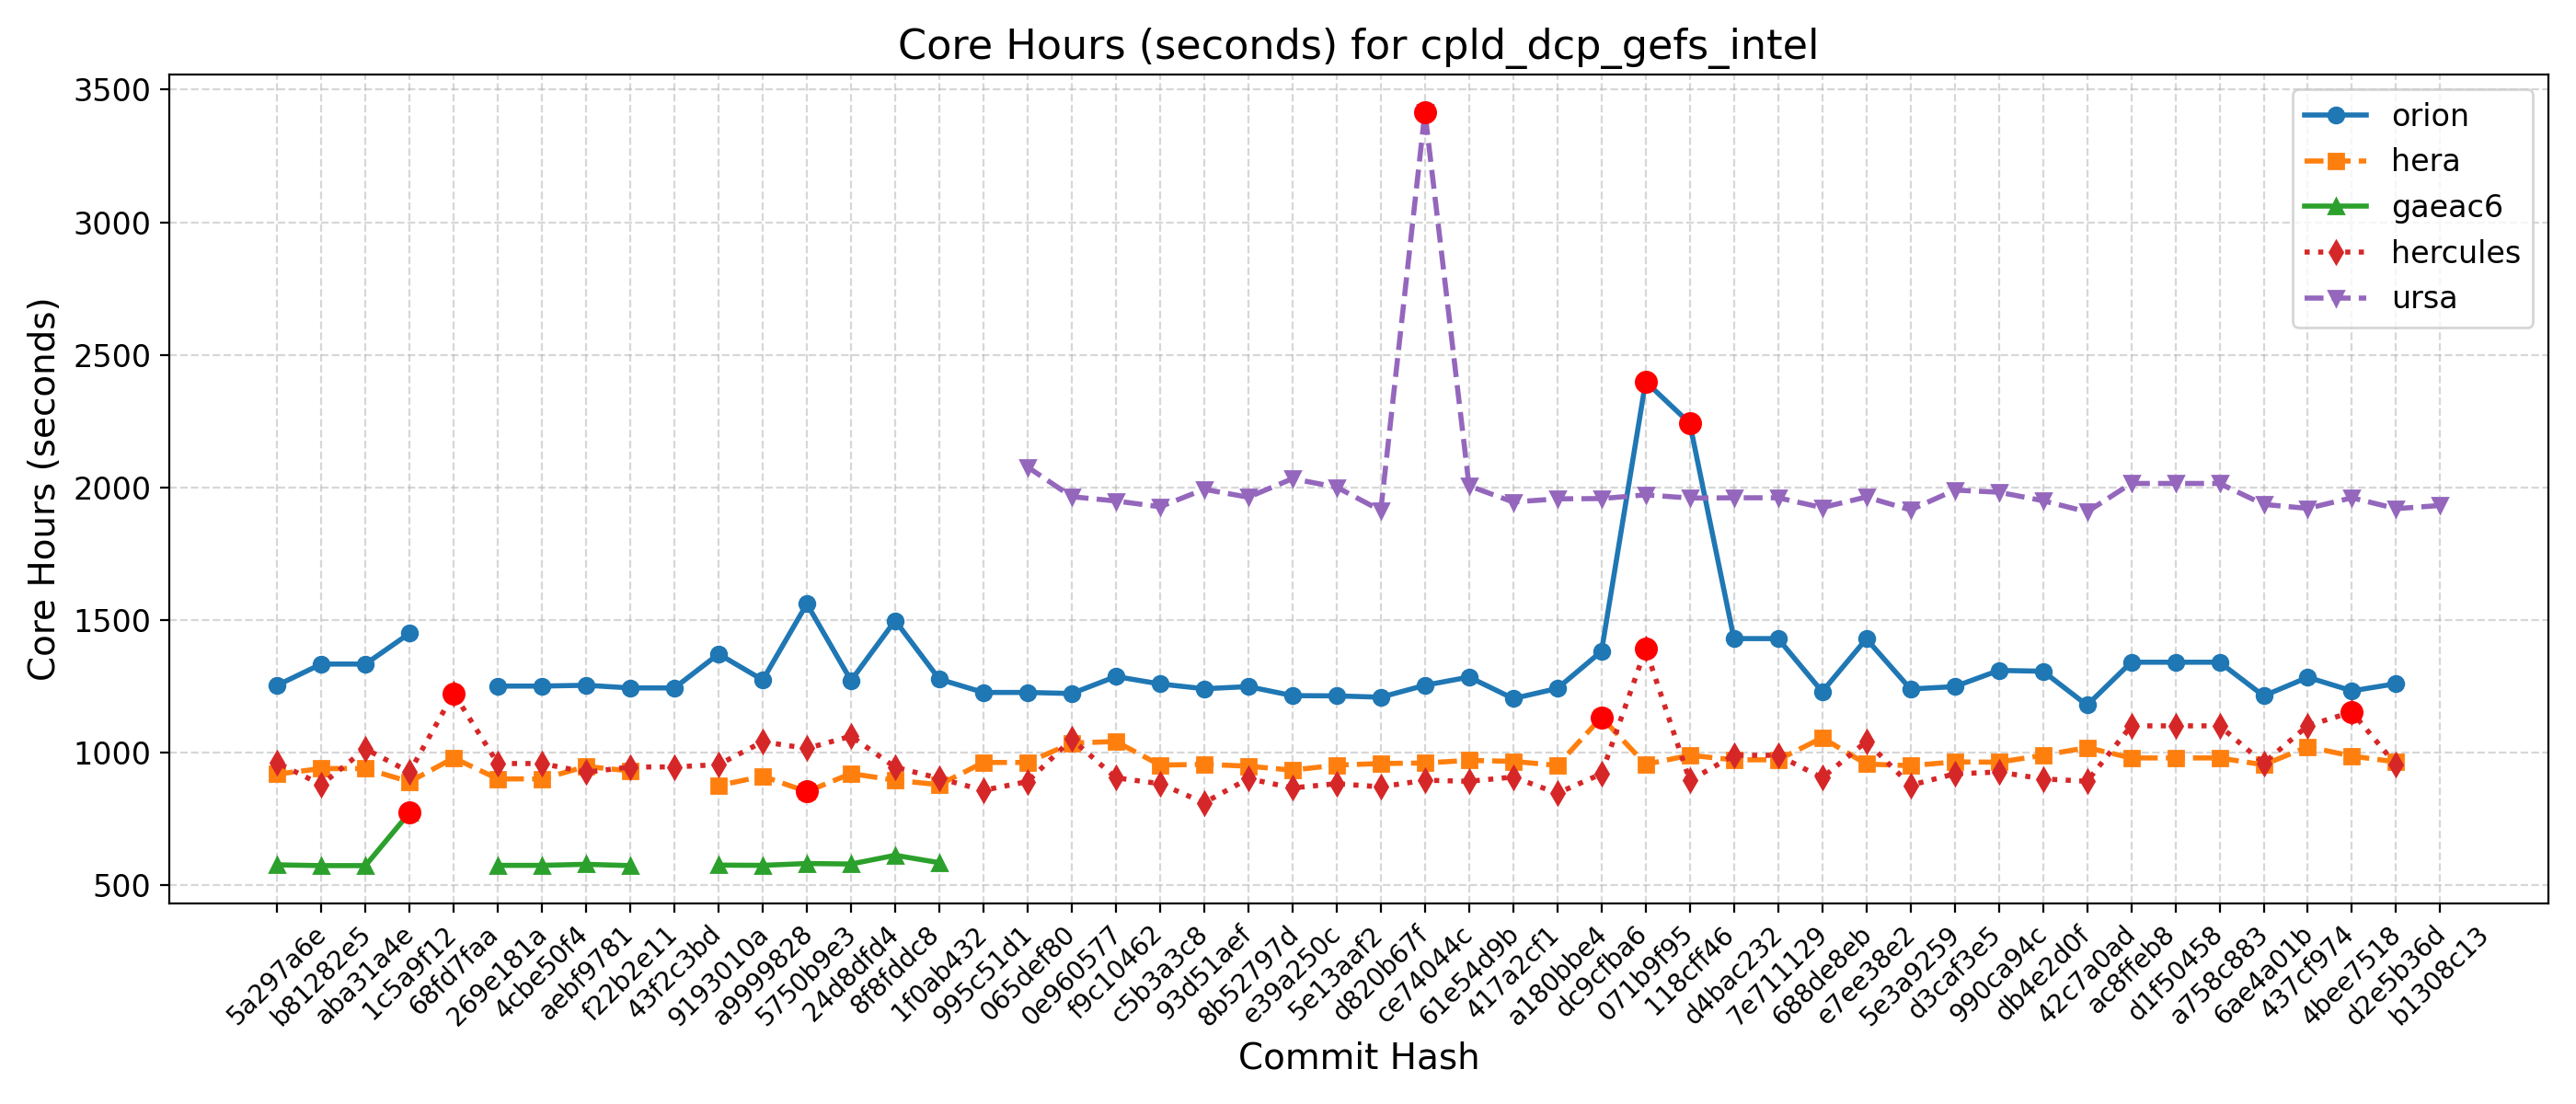 Core Hours (seconds) for cpld_dcp_gefs_intel
Core Hours (seconds)
3500
3000
2500
2000
1500
1000
500
orion
hera
gaeac6
hercules
ursa
5a297a6e
b81282e5
aba31a4e
1c5a9f12
68fd7faa
269e181a
4cbe50f4
aebf9781
f22b2e11
43f2c3bd
9193010a
a9999828
5750b9e3
24d8dfd4
8f8fddc8
1f0ab432
995c51d1
065def80
0e960577
f9c10462
c5b3a3c8
93d51aef
8b52797d
e39a250c
5e13aaf2
d820b67f
ce74044c
61e54d9b
417a2cf1
a180bbe4
dc9cfba6
071b9f95
118cff46
d4bac232
7e711129
688de8eb
e7ee38e2
5e3a9259
d3caf3e5
990ca94c
db4e2d0f
42c7a0ad
ac8ffeb8
d1f50458
a758c883
6ae4a01b
437cf974
4bee7518
d2e5b36d
b1308c13
Commit Hash